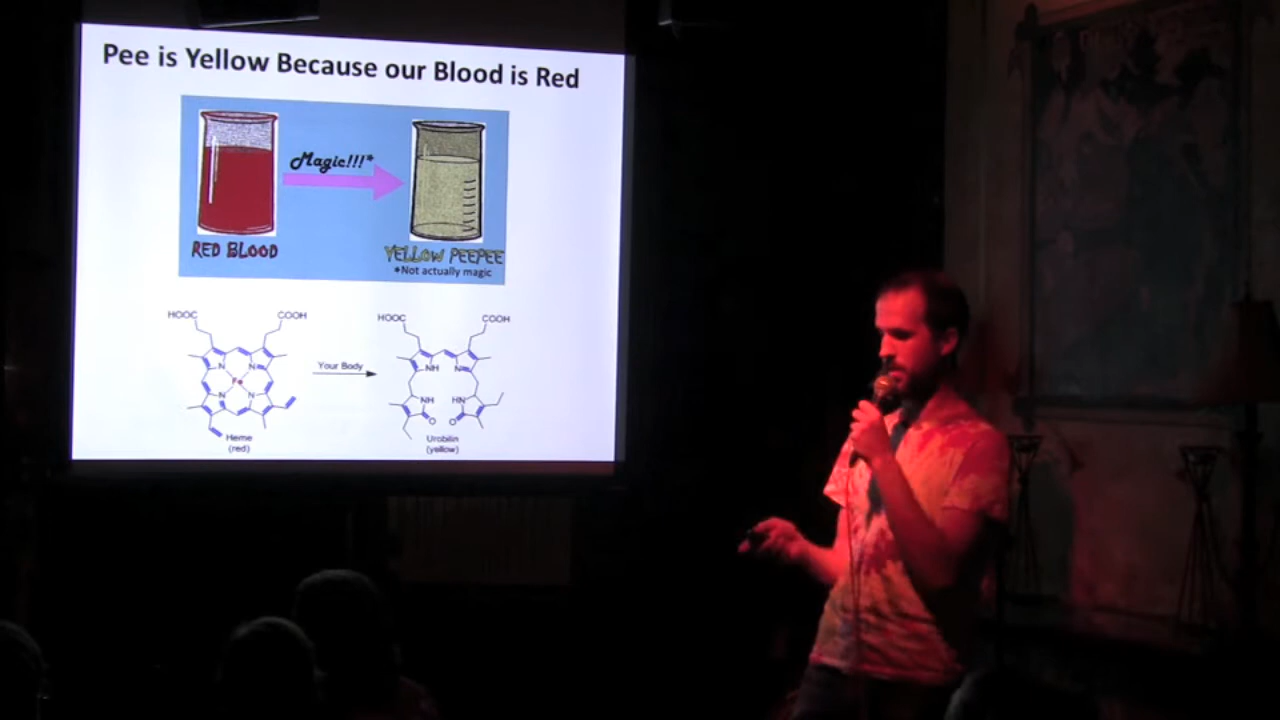 Pee is Yellow Because our Blood is Red
Magic!!!*
RED BLOOD
YELLOW PEEPEE
*Not actually magic
HOOC COOH
N N
Fe
N N
Heme
(red)
Your Body
HOOC COOH
NH N
NH HN
O O
Urobilin
(yellow)